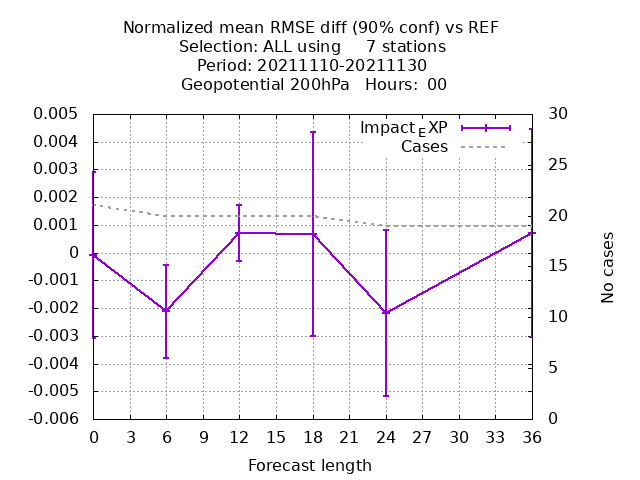 Normalized mean RMSE diff (90% conf) vs REF
Selection: ALL using     7 stations
Period: 20211110-20211130
Geopotential 200hPa   Hours:  00
Impact_EXP
Cases
0.005
0.004
0.003
0.002
0.001
0
-0.001
-0.002
-0.003
-0.004
-0.005
-0.006
30
25
20
15
10
5
0
No cases
0 3 6 9 12 15 18 21 24 27 30 33 36
Forecast length